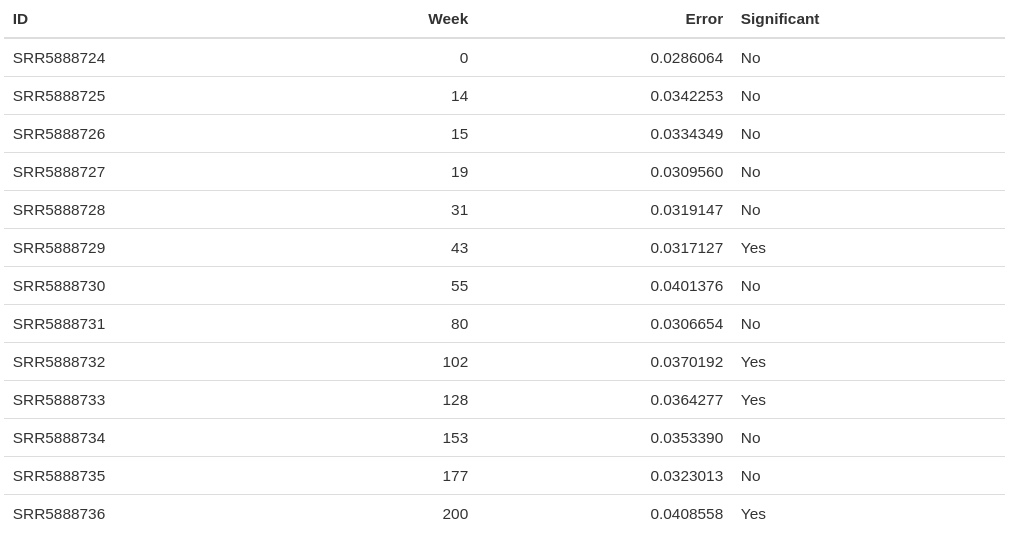 ID Week Error Significant
SRR5888724 0 0.0286064 No
SRR5888725 14 0.0342253 No
SRR5888726 15 0.0334349 No
SRR5888727 19 0.0309560 No
SRR5888728 31 0.0319147 No
SRR5888729 43 0.0317127 Yes
SRR5888730 55 0.0401376 No
SRR5888731 80 0.0306654 No
SRR5888732 102 0.0370192 Yes
SRR5888733 128 0.0364277 Yes
SRR5888734 153 0.0353390 No
SRR5888735 177 0.0323013 No
SRR5888736 200 0.0408558 Yes